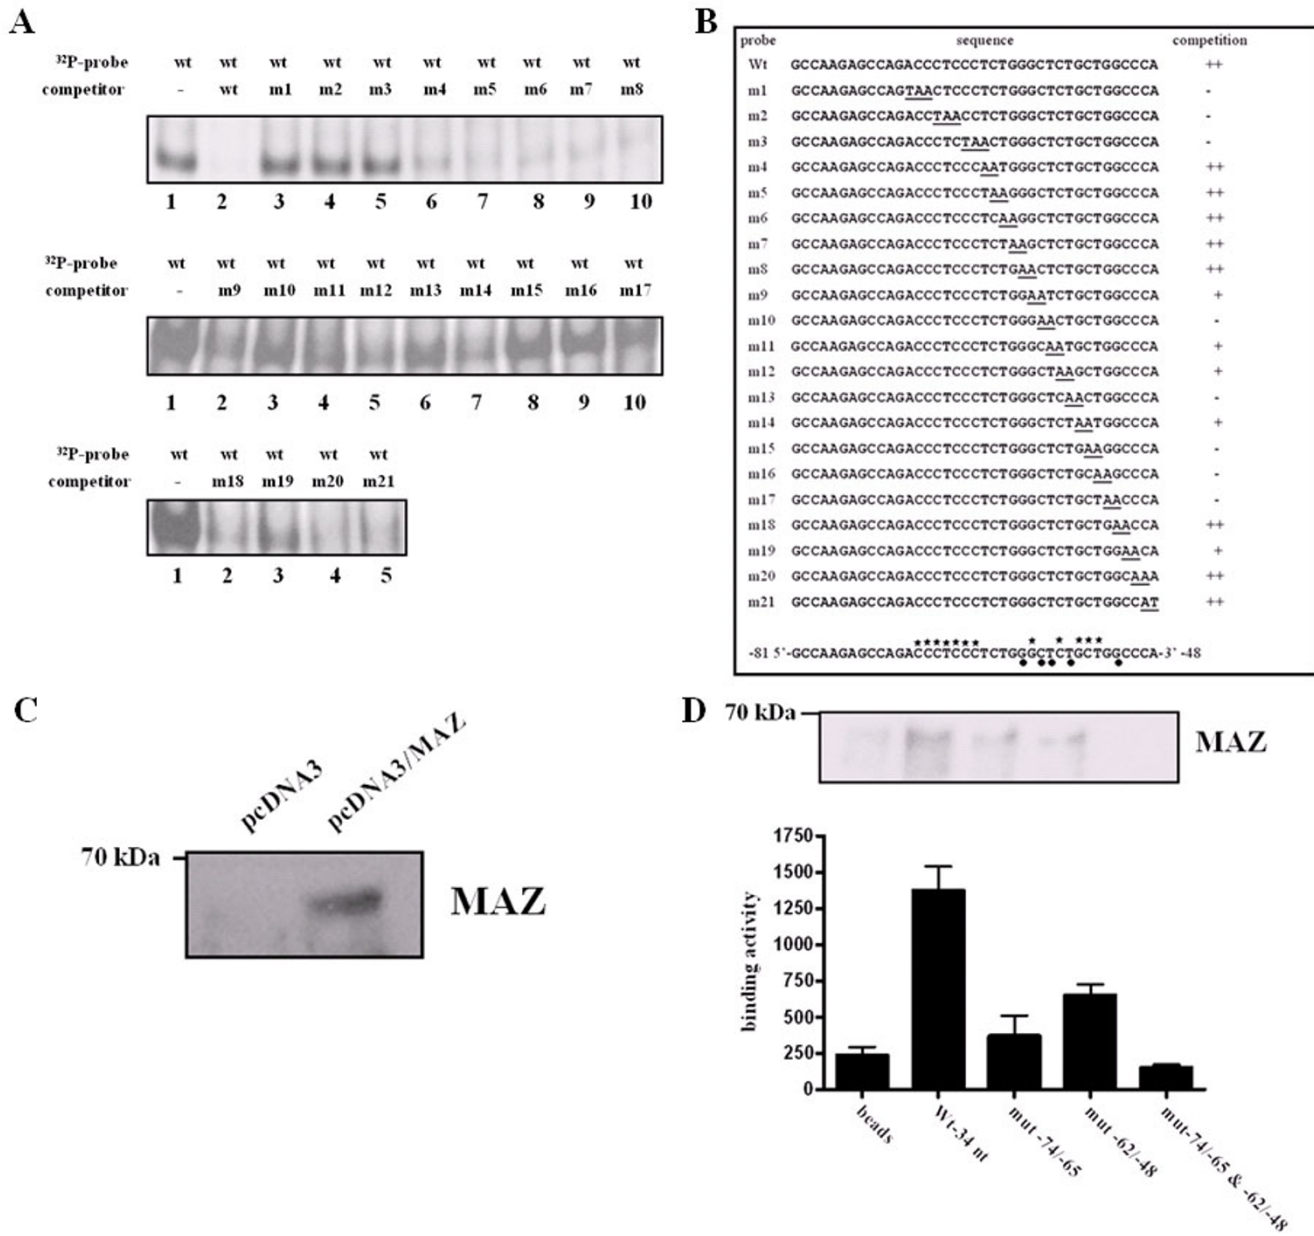 A
³²P-probe wt wt wt wt wt wt wt wt wt wt
competitor - wt m1 m2 m3 m4 m5 m6 m7 m8
1 2 3 4 5 6 7 8 9 10
³²P-probe wt wt wt wt wt wt wt wt wt wt
competitor - m9 m10 m11 m12 m13 m14 m15 m16 m17
1 2 3 4 5 6 7 8 9 10
³²P-probe wt wt wt wt wt
competitor - m18 m19 m20 m21
1 2 3 4 5
B
probe sequence competition
Wt GCCAAGAGCCAGACCCTCCCTCTGGGCTCTGCTGGCCCA ++
m1 GCCAAGAGCCAGTAACTCCCTCTGGGCTCTGCTGGCCCA -
m2 GCCAAGAGCCAGACCTAACCTCTGGGCTCTGCTGGCCCA -
m3 GCCAAGAGCCAGACCCTCTAACTGGGCTCTGCTGGCCCA -
m4 GCCAAGAGCCAGACCCTCCCAATGGGCTCTGCTGGCCCA ++
m5 GCCAAGAGCCAGACCCTCCCTAAGGGCTCTGCTGGCCCA ++
m6 GCCAAGAGCCAGACCCTCCCTCAAGGCTCTGCTGGCCCA ++
m7 GCCAAGAGCCAGACCCTCCCTCTAAGCTCTGCTGGCCCA ++
m8 GCCAAGAGCCAGACCCTCCCTCTGAACTCTGCTGGCCCA ++
m9 GCCAAGAGCCAGACCCTCCCTCTGGAATCTGCTGGCCCA +
m10 GCCAAGAGCCAGACCCTCCCTCTGGGAACTGCTGGCCCA -
m11 GCCAAGAGCCAGACCCTCCCTCTGGGCAATGCTGGCCCA +
m12 GCCAAGAGCCAGACCCTCCCTCTGGGCTAAGCTGGCCCA +
m13 GCCAAGAGCCAGACCCTCCCTCTGGGCTCAACTGGCCCA -
m14 GCCAAGAGCCAGACCCTCCCTCTGGGCTCTAATGGCCCA +
m15 GCCAAGAGCCAGACCCTCCCTCTGGGCTCTGAAGGCCCA -
m16 GCCAAGAGCCAGACCCTCCCTCTGGGCTCTGCAAGCCCA -
m17 GCCAAGAGCCAGACCCTCCCTCTGGGCTCTGCTAACCCA -
m18 GCCAAGAGCCAGACCCTCCCTCTGGGCTCTGCTGAACCA ++
m19 GCCAAGAGCCAGACCCTCCCTCTGGGCTCTGCTGGAACA +
m20 GCCAAGAGCCAGACCCTCCCTCTGGGCTCTGCTGGCAAA ++
m21 GCCAAGAGCCAGACCCTCCCTCTGGGCTCTGCTGGCCAT ++
-81 5'-GCCAAGAGCCAGACCCTCCCTCTGGGCTCTGCTGGCCCA-3' -48
C
pcDNA3
pcDNA3/MAZ
70 kDa
MAZ
D
70 kDa
MAZ
binding activity
1750
1500
1250
1000
750
500
250
0
beads
Wt-34 nt
mut -74/-65
mut -62/-48
mut-74/-65 & -62/-48